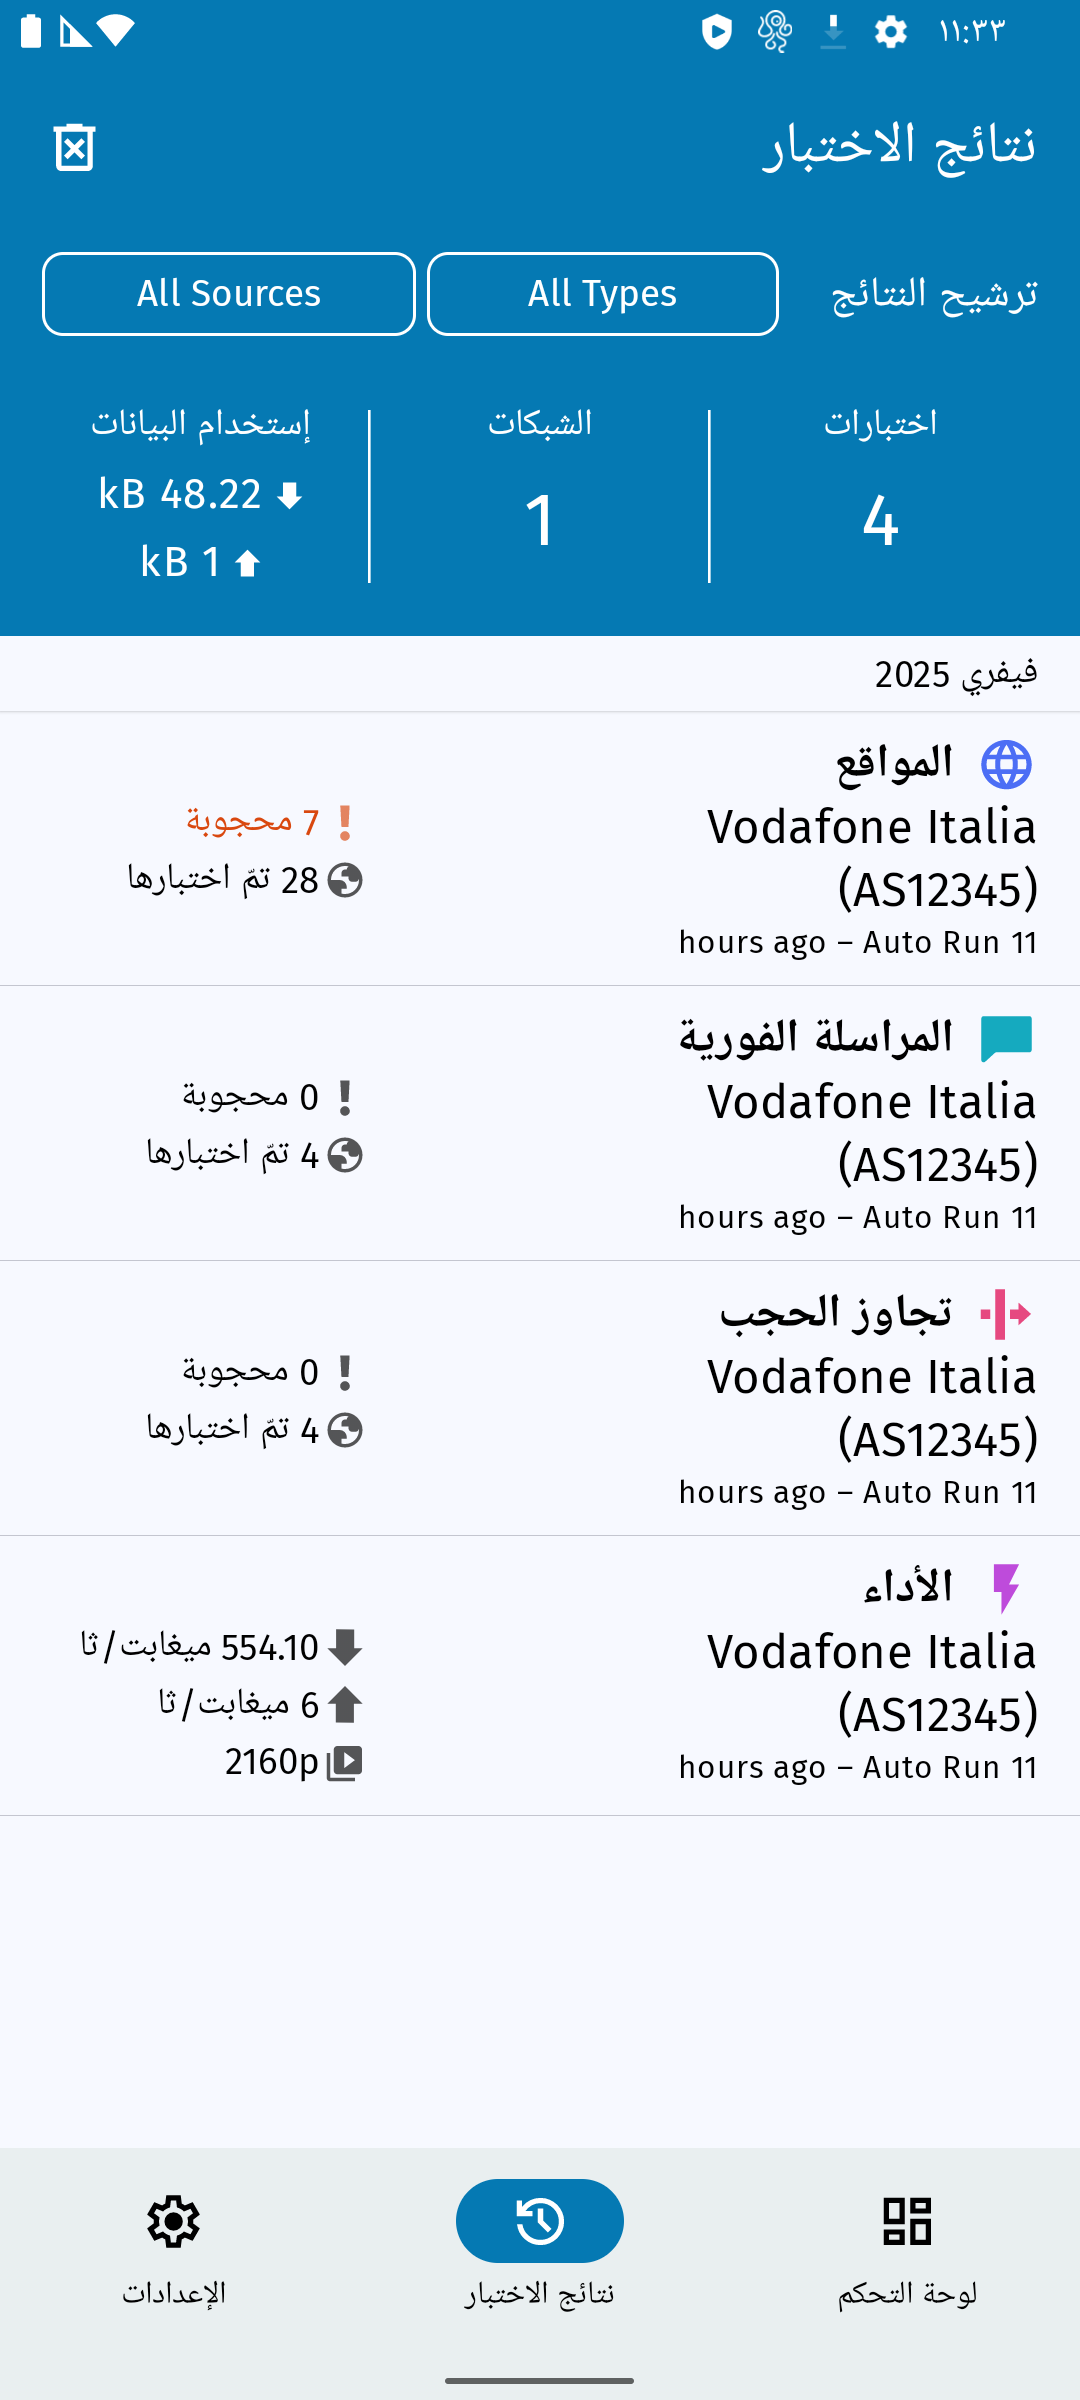 ١١:٣٣
نتائج الاختبار
ترشيح النتائج
All Types
All Sources
اختبارات
4
الشبكات
1
إستخدام البيانات
48.22 kB
1 kB
فيفري 2025
المواقع
Vodafone Italia
(AS12345)
hours ago – Auto Run 11
7 محجوبة
28 تمّ اختبارها
المراسلة الفورية
Vodafone Italia
(AS12345)
hours ago – Auto Run 11
0 محجوبة
4 تمّ اختبارها
تجاوز الحجب
Vodafone Italia
(AS12345)
hours ago – Auto Run 11
0 محجوبة
4 تمّ اختبارها
الأداء
Vodafone Italia
(AS12345)
hours ago – Auto Run 11
554.10 ميغابت/ثا
6 ميغابت/ثا
2160p
لوحة التحكم
نتائج الاختبار
الإعدادات